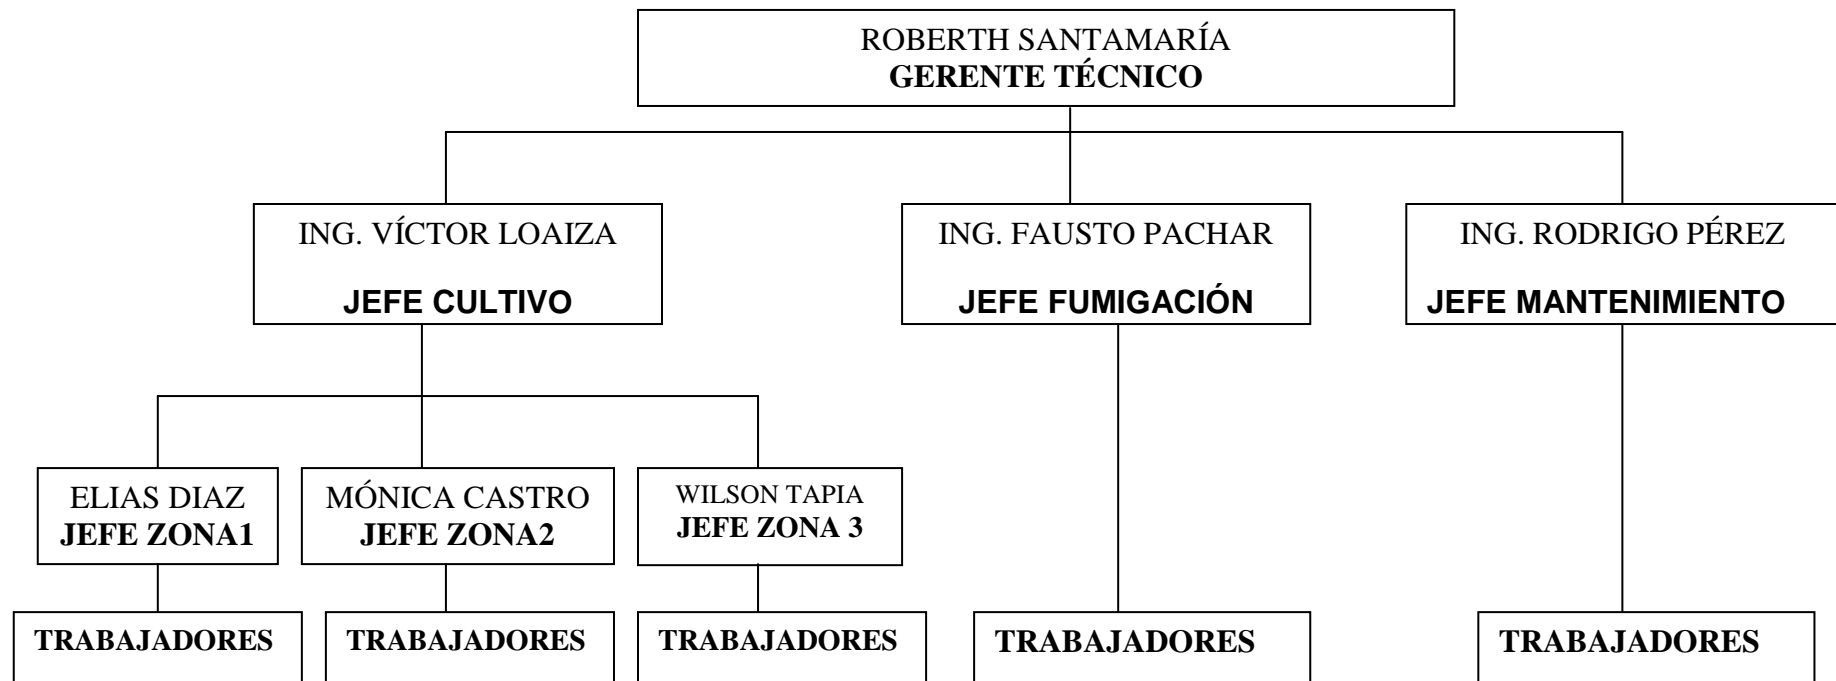 ROBERTH SANTAMARÍA
GERENTE TÉCNICO
ING. VÍCTOR LOAIZA
JEFE CULTIVO
ING. FAUSTO PACHAR
JEFE FUMIGACIÓN
ING. RODRIGO PÉREZ
JEFE MANTENIMIENTO
ELIAS DIAZ
JEFE ZONA1
MÓNICA CASTRO
JEFE ZONA2
WILSON TAPIA
JEFE ZONA 3
TRABAJADORES
TRABAJADORES
TRABAJADORES
TRABAJADORES
TRABAJADORES